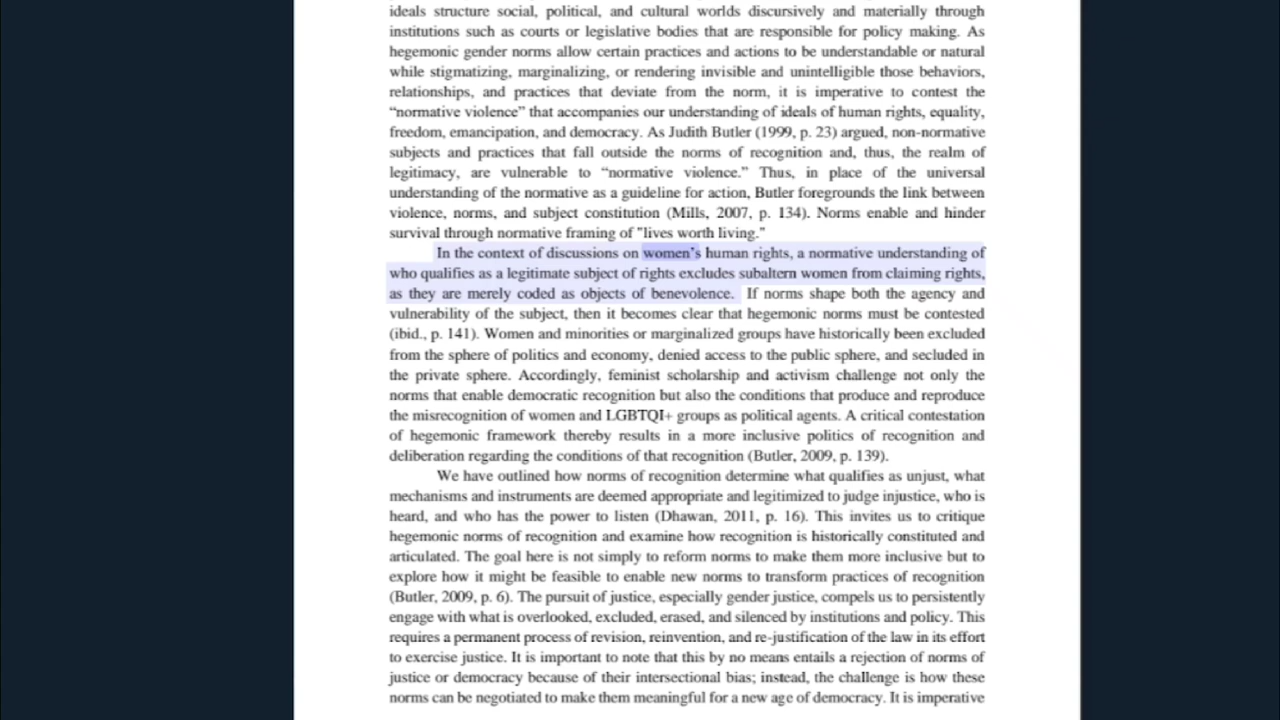 ideals structure social, political, and cultural worlds discursively and materially through
institutions such as courts or legislative bodies that are responsible for policy making. As
hegemonic gender norms allow certain practices and actions to be understandable or natural
while stigmatizing, marginalizing, or rendering invisible and unintelligible those behaviors,
relationships, and practices that deviate from the norm, it is imperative to contest the
“normative violence” that accompanies our understanding of ideals of human rights, equality,
freedom, emancipation, and democracy. As Judith Butler (1999, p. 23) argued, non-normative
subjects and practices that fall outside the norms of recognition and, thus, the realm of
legitimacy, are vulnerable to “normative violence.” Thus, in place of the universal
understanding of the normative as a guideline for action, Butler foregrounds the link between
violence, norms, and subject constitution (Mills, 2007, p. 134). Norms enable and hinder
survival through normative framing of "lives worth living."
In the context of discussions on women’s human rights, a normative understanding of
who qualifies as a legitimate subject of rights excludes subaltern women from claiming rights,
as they are merely coded as objects of benevolence. If norms shape both the agency and
vulnerability of the subject, then it becomes clear that hegemonic norms must be contested
(ibid., p. 141). Women and minorities or marginalized groups have historically been excluded
from the sphere of politics and economy, denied access to the public sphere, and secluded in
the private sphere. Accordingly, feminist scholarship and activism challenge not only the
norms that enable democratic recognition but also the conditions that produce and reproduce
the misrecognition of women and LGBTQI+ groups as political agents. A critical contestation
of hegemonic framework thereby results in a more inclusive politics of recognition and
deliberation regarding the conditions of that recognition (Butler, 2009, p. 139).
We have outlined how norms of recognition determine what qualifies as unjust, what
mechanisms and instruments are deemed appropriate and legitimized to judge injustice, who is
heard, and who has the power to listen (Dhawan, 2011, p. 16). This invites us to critique
hegemonic norms of recognition and examine how recognition is historically constituted and
articulated. The goal here is not simply to reform norms to make them more inclusive but to
explore how it might be feasible to enable new norms to transform practices of recognition
(Butler, 2009, p. 6). The pursuit of justice, especially gender justice, compels us to persistently
engage with what is overlooked, excluded, erased, and silenced by institutions and policy. This
requires a permanent process of revision, reinvention, and re-justification of the law in its effort
to exercise justice. It is important to note that this by no means entails a rejection of norms of
justice or democracy because of their intersectional bias; instead, the challenge is how these
norms can be negotiated to make them meaningful for a new age of democracy. It is imperative